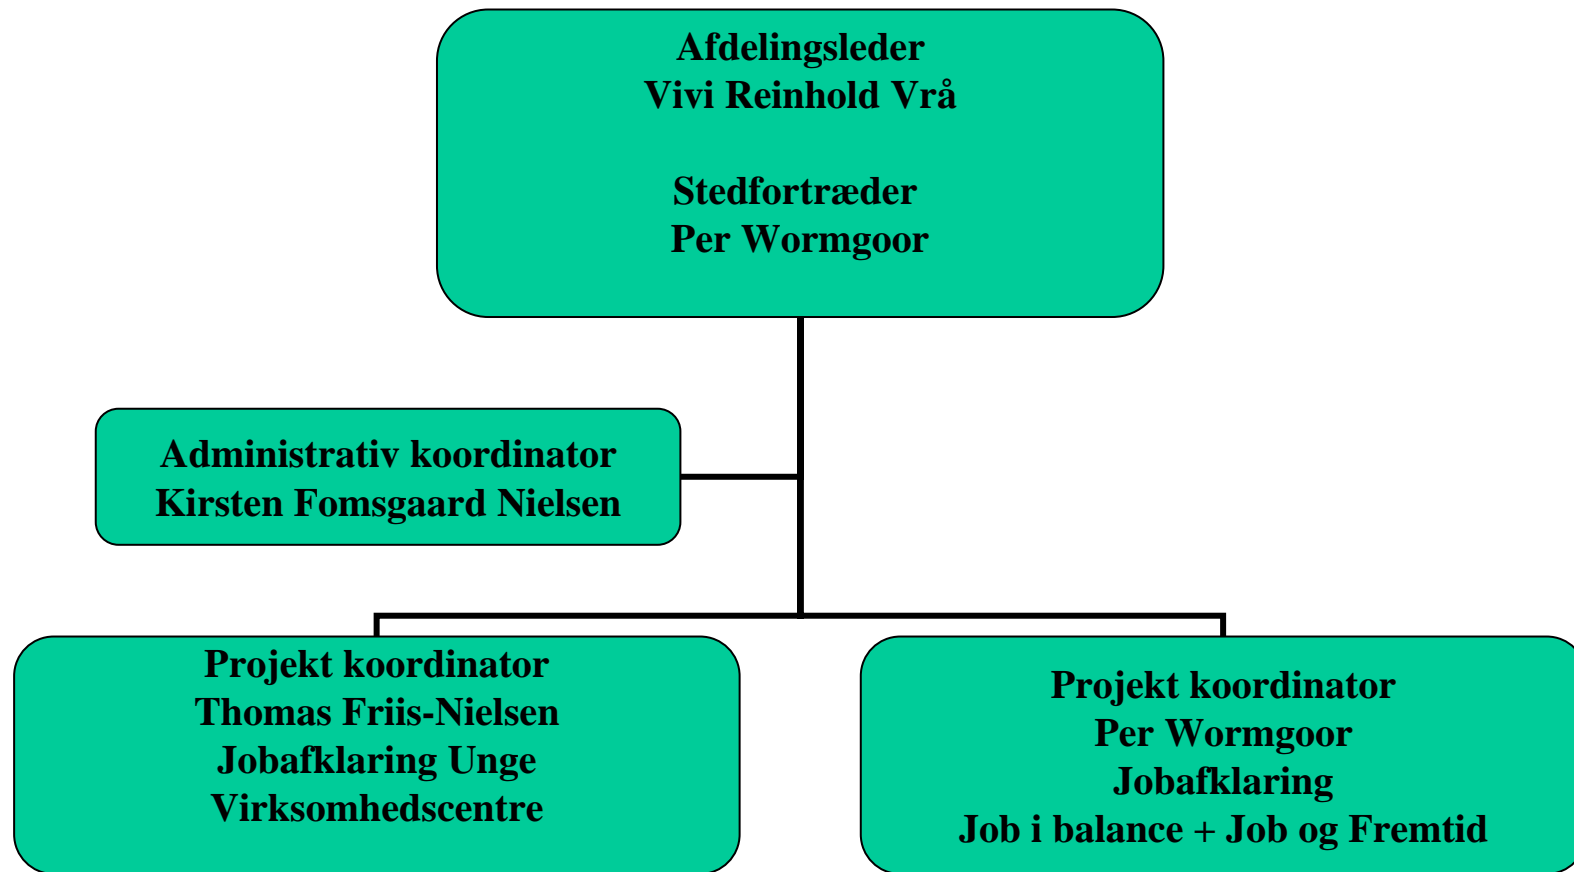 Afdelingsleder
Vivi Reinhold Vrå
Stedfortræder
Per Wormgoor
Administrativ koordinator
Kirsten Fomsgaard Nielsen
Projekt koordinator
Thomas Friis-Nielsen
Jobafklaring Unge
Virksomhedscentre
Projekt koordinator
Per Wormgoor
Jobafklaring
Job i balance + Job og Fremtid